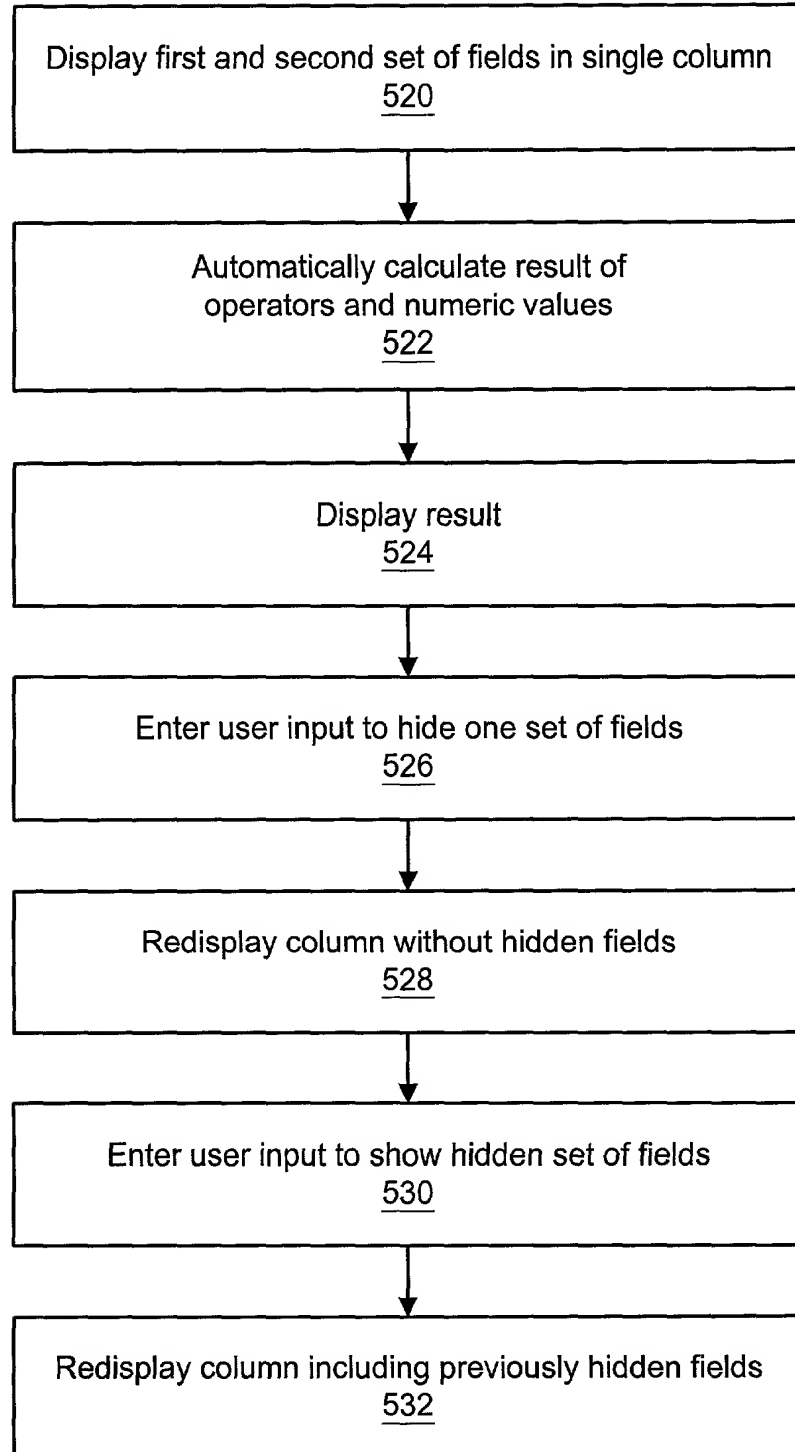 Display first and second set of fields in single column
520
Automatically calculate result of
operators and numeric values
522
Display result
524
Enter user input to hide one set of fields
526
Redisplay column without hidden fields
528
Enter user input to show hidden set of fields
530
Redisplay column including previously hidden fields
532